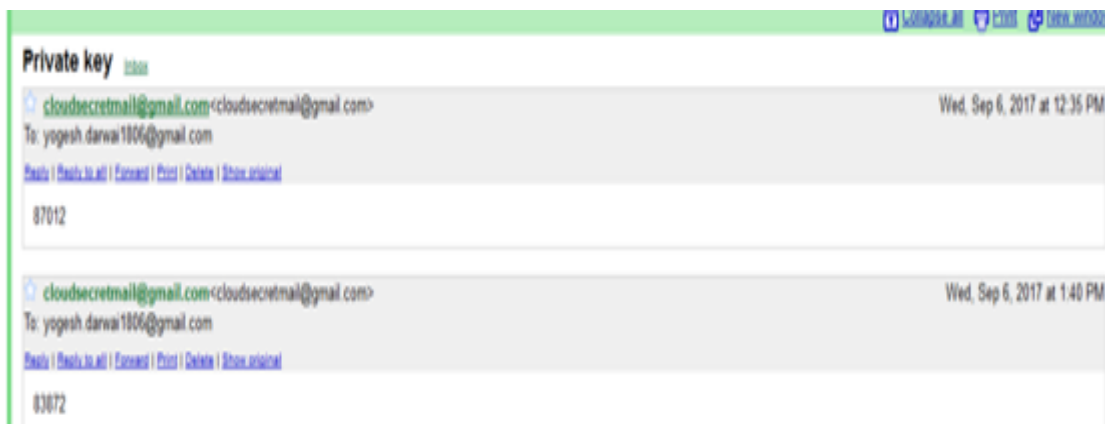 Collapse all Print New window
Private key Inbox
cloudsecretmail@gmail.com<cloudsecretmail@gmail.com> Wed, Sep 6, 2017 at 12:35 PM
To: yogesh.darwai1806@gmail.com
Reply | Reply to all | Forward | Print | Delete | Show original
87012
cloudsecretmail@gmail.com<cloudsecretmail@gmail.com> Wed, Sep 6, 2017 at 1:40 PM
To: yogesh.darwai1806@gmail.com
Reply | Reply to all | Forward | Print | Delete | Show original
83872